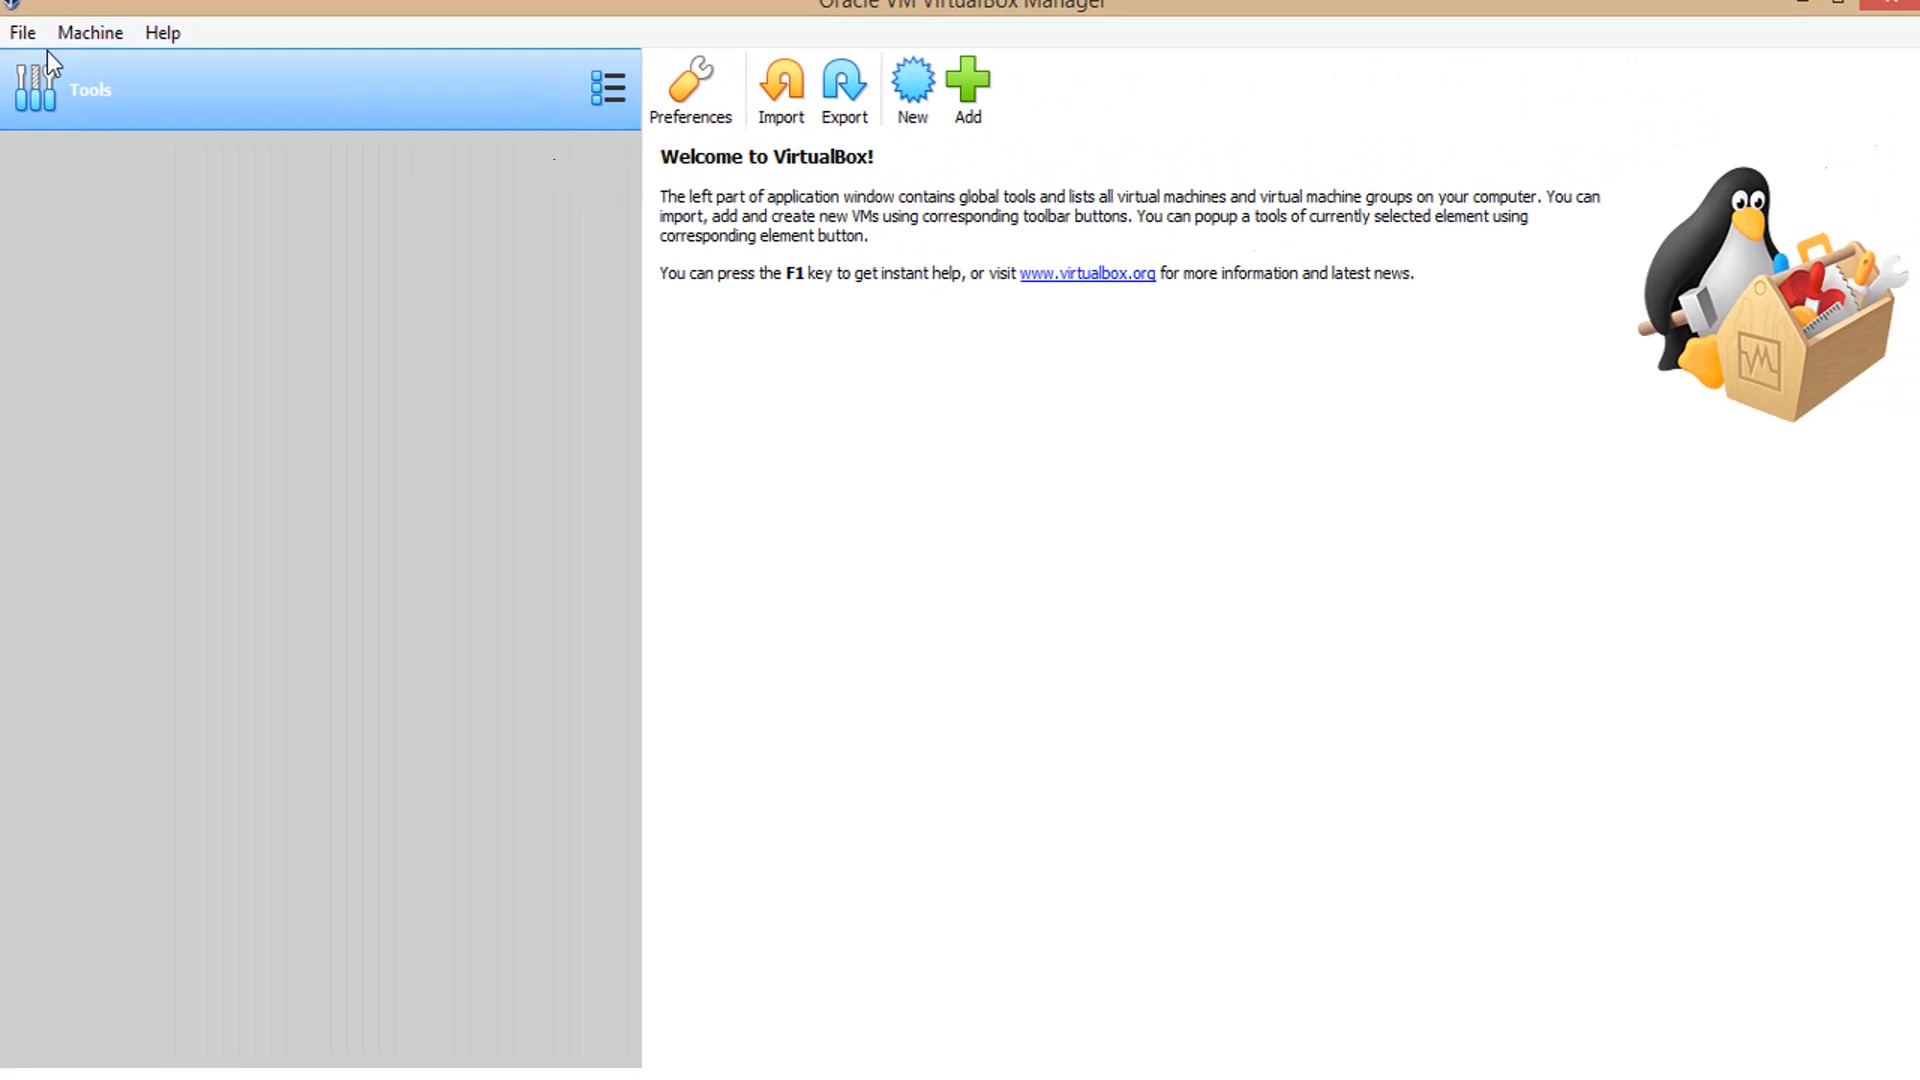 Oracle VM VirtualBox Manager
File Machine Help
Tools
Preferences Import Export New Add
Welcome to VirtualBox!
The left part of application window contains global tools and lists all virtual machines and virtual machine groups on your computer. You can
import, add and create new VMs using corresponding toolbar buttons. You can popup a tools of currently selected element using
corresponding element button.
You can press the F1 key to get instant help, or visit www.virtualbox.org for more information and latest news.